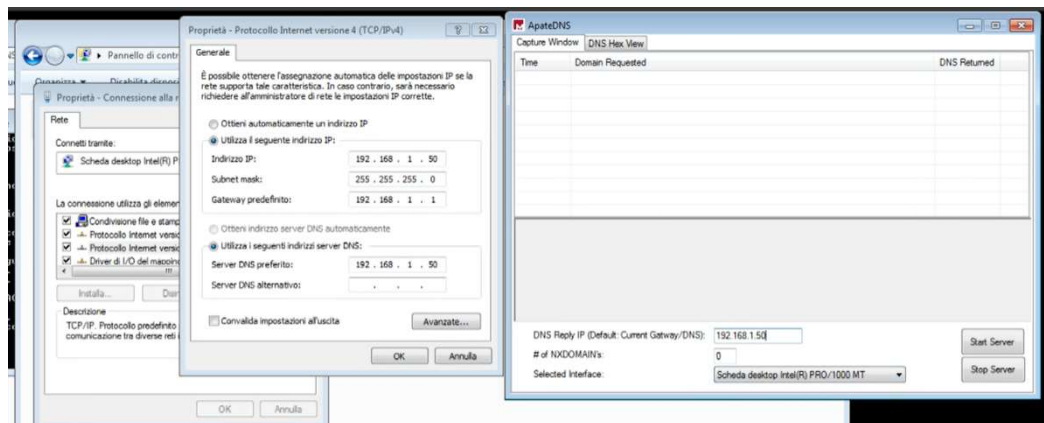 Pannello di contr
Organizza
Disabilita disposi
Proprietà - Connessione alla r
Rete
Connetti tramite:
Scheda desktop Intel(R) P
La connessione utilizza gli elemen
Condivisione file e stamp
Protocollo Internet versic
Protocollo Internet versic
Driver di I/O del mapping
Installa...
Disin
Descrizione
TCP/IP. Protocollo predefinito
comunicazione tra diverse reti i
OK
Annulla
Proprietà - Protocollo Internet versione 4 (TCP/IPv4)
Generale
È possibile ottenere l'assegnazione automatica delle impostazioni IP se la
rete supporta tale caratteristica. In caso contrario, sarà necessario
richiedere all'amministratore di rete le impostazioni IP corrette.
Ottieni automaticamente un indirizzo IP
Utilizza il seguente indirizzo IP:
Indirizzo IP: 192 . 168 . 1 . 50
Subnet mask: 255 . 255 . 255 . 0
Gateway predefinito: 192 . 168 . 1 . 1
Ottieni indirizzo server DNS automaticamente
Utilizza i seguenti indirizzi server DNS:
Server DNS preferito: 192 . 168 . 1 . 50
Server DNS alternativo: . . .
Convalida impostazioni all'uscita
Avanzate...
OK Annulla
ApateDNS
Capture Window DNS Hex View
Time Domain Requested DNS Returned
DNS Reply IP (Default: Current Gatway/DNS): 192.168.1.50
Start Server
# of NXDOMAIN's: 0
Selected Interface: Scheda desktop Intel(R) PRO/1000 MT
Stop Server